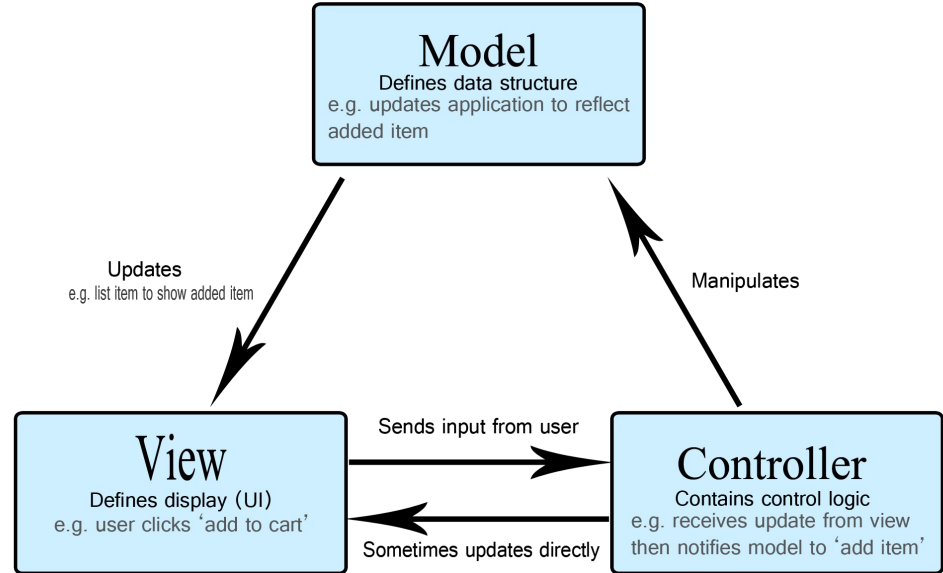 Model
Defines data structure
e.g. updates application to reflect
added item
Updates
e.g. list item to show added item
Manipulates
Sends input from user
View
Defines display (UI)
e.g. user clicks ‘add to cart’
Controller
Contains control logic
e.g. receives update from view
then notifies model to ‘add item’
Sometimes updates directly